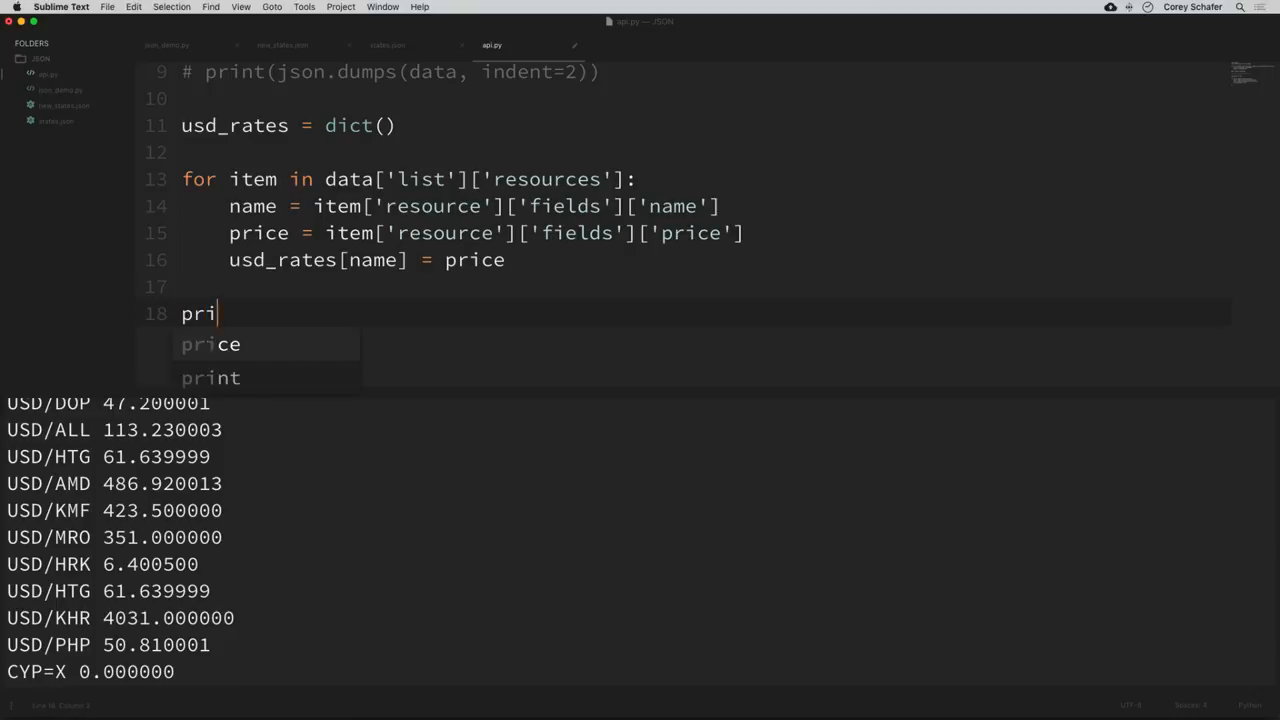 Sublime Text File Edit Selection Find View Goto Tools Project Window Help Corey Schafer
api.py — JSON
FOLDERS
JSON
api.py
json_demo.py
new_states.json
states.json
json_demo.py new_states.json states.json api.py
9 # print(json.dumps(data, indent=2))
10
11 usd_rates = dict()
12
13 for item in data['list']['resources']:
14 name = item['resource']['fields']['name']
15 price = item['resource']['fields']['price']
16 usd_rates[name] = price
17
18 pri
price
print
USD/DOP 47.200001
USD/ALL 113.230003
USD/HTG 61.639999
USD/AMD 486.920013
USD/KMF 423.500000
USD/MRO 351.000000
USD/HRK 6.400500
USD/HTG 61.639999
USD/KHR 4031.000000
USD/PHP 50.810001
CYP=X 0.000000
UTF-8 Python